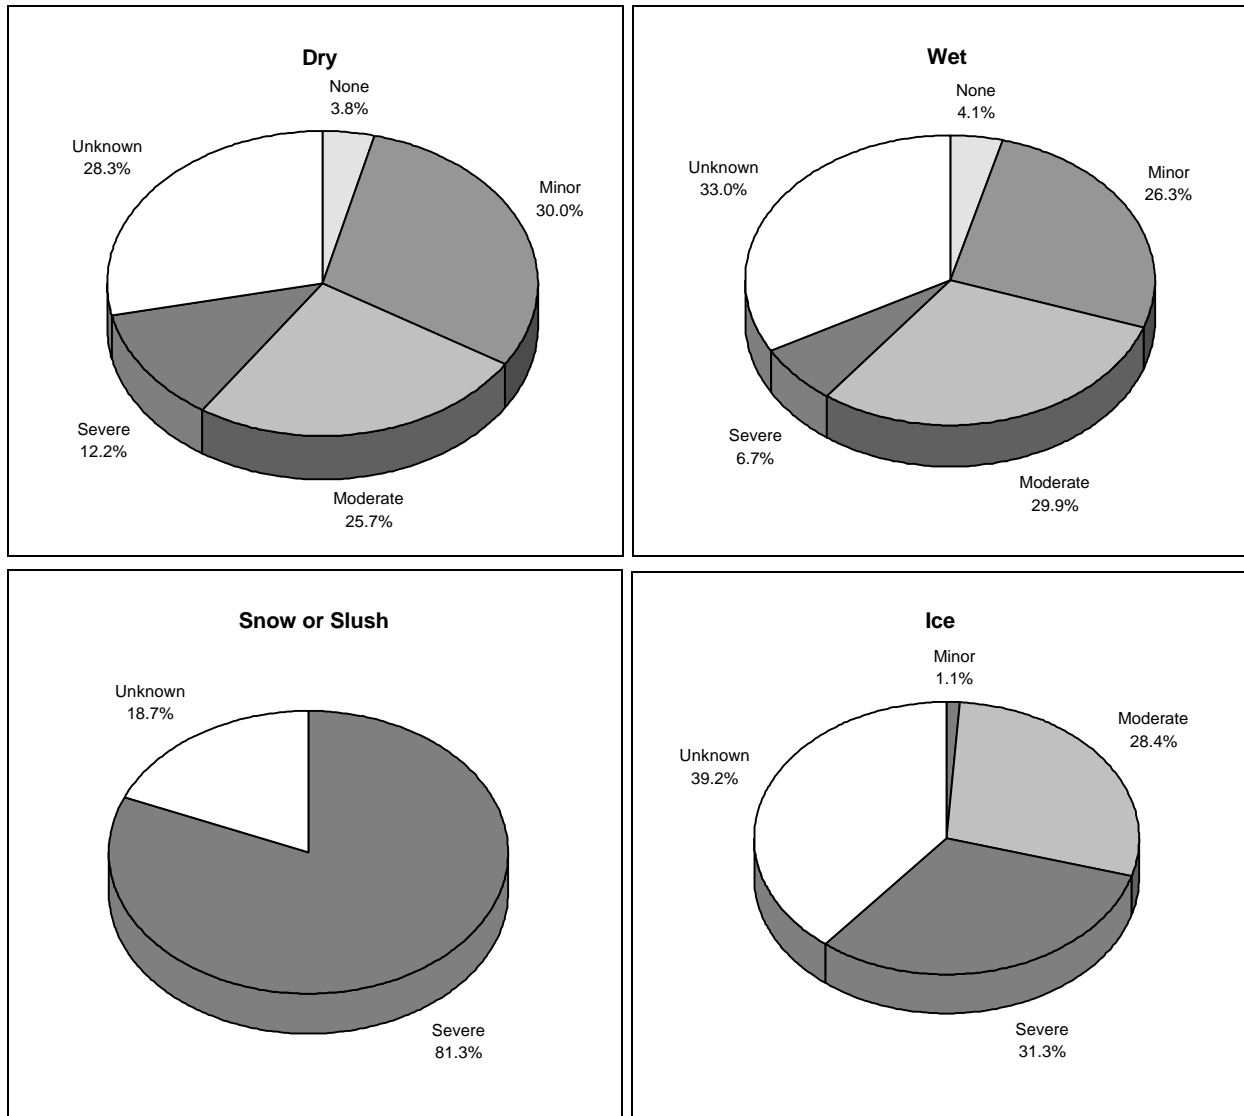 Dry
None
3.8%
Unknown
28.3%
Minor
30.0%
Severe
12.2%
Moderate
25.7%
Wet
None
4.1%
Unknown
33.0%
Minor
26.3%
Severe
6.7%
Moderate
29.9%
Snow or Slush
Unknown
18.7%
Severe
81.3%
Ice
Minor
1.1%
Moderate
28.4%
Unknown
39.2%
Severe
31.3%